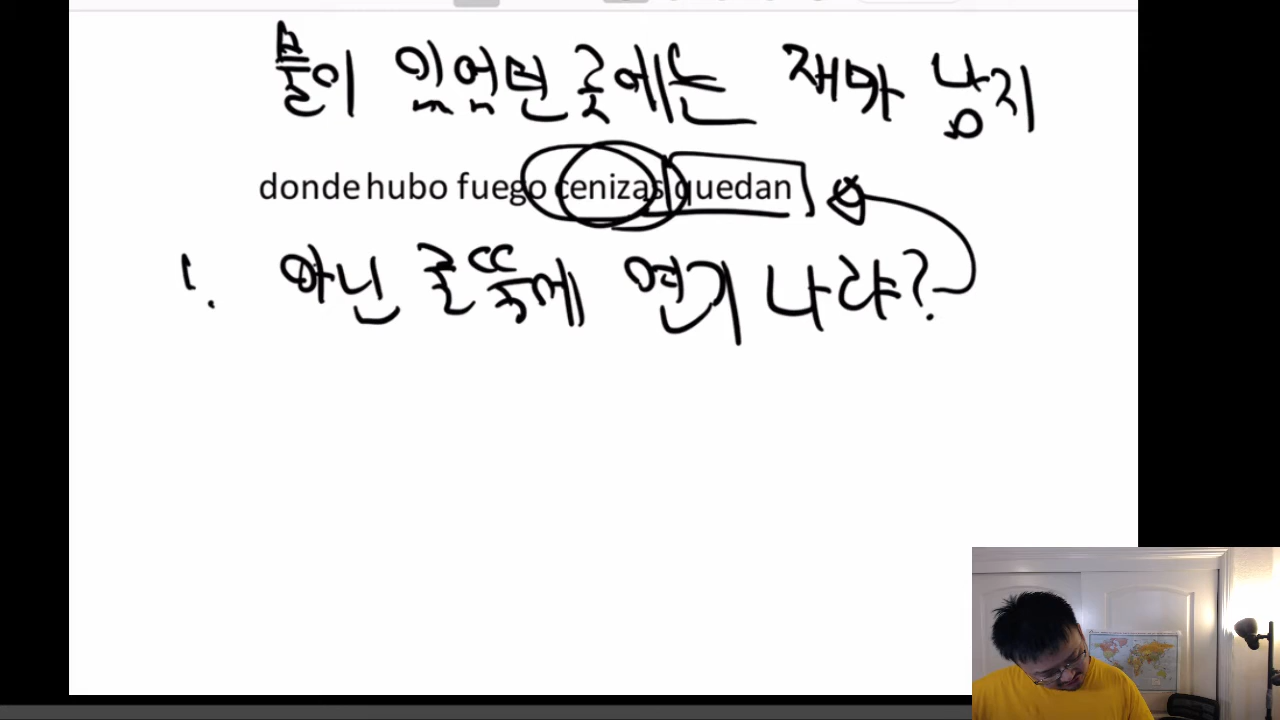 불이 있었던 곳에는 재만 남지
donde hubo fuego cenizas quedan
1. 아닌 굴뚝에 연기 나랴?